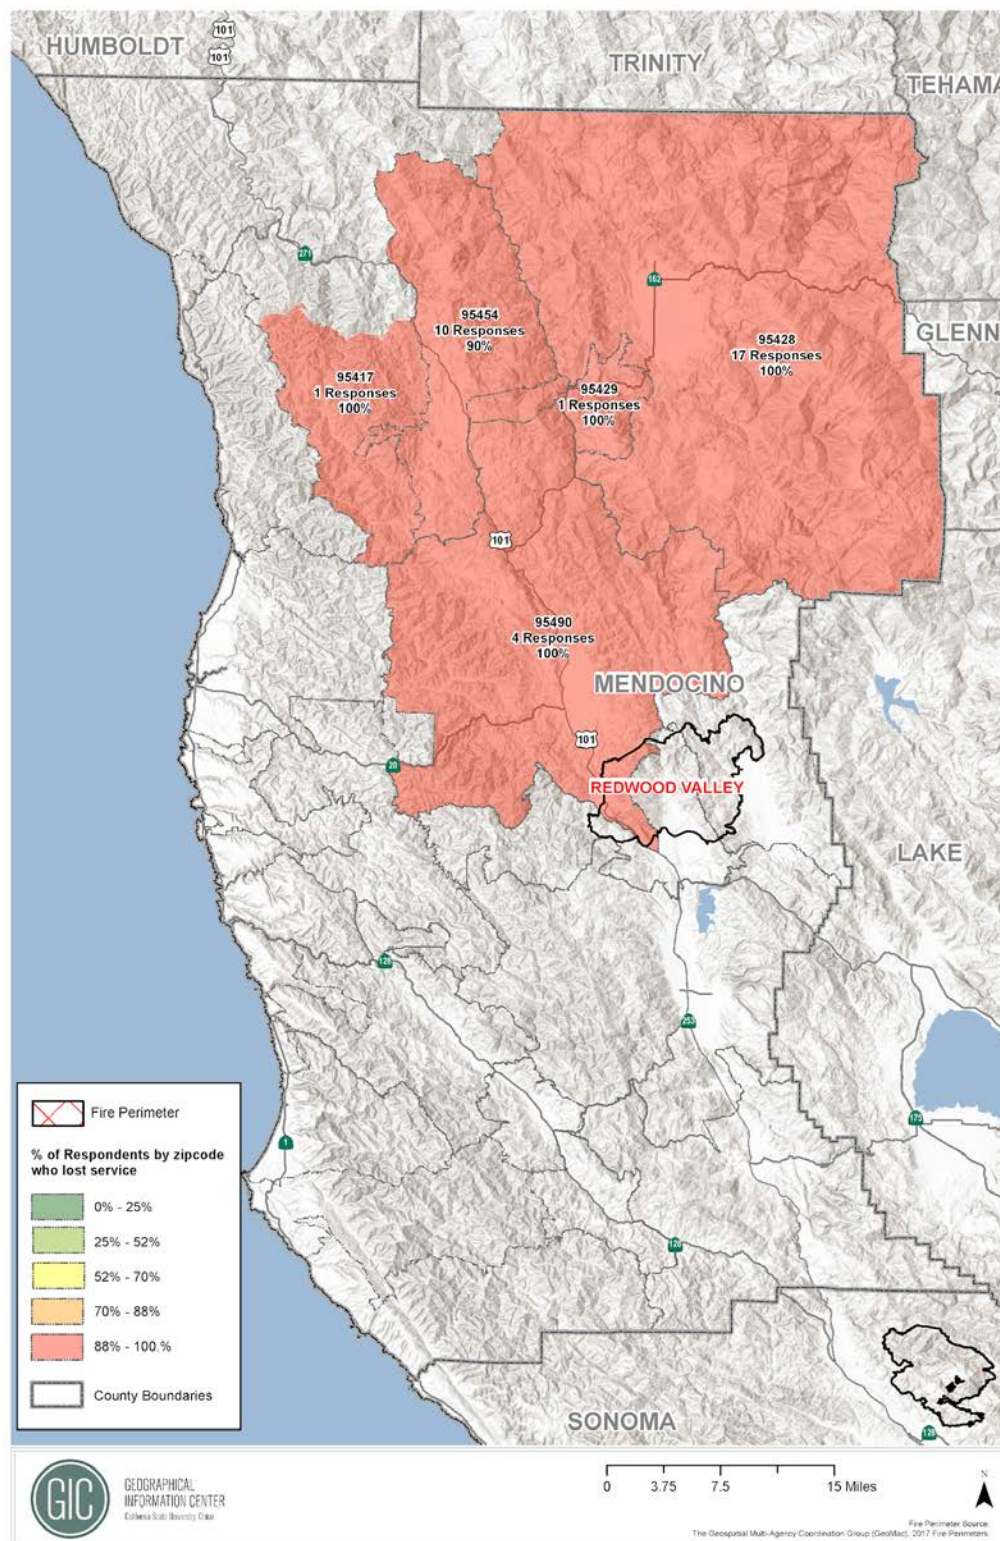 101
101
HUMBOLDT
TRINITY
TEHAMA
271
162
95454
10 Responses
90%
GLENN
95428
17 Responses
100%
95417
1 Responses
100%
95429
1 Responses
100%
101
95490
4 Responses
100%
MENDOCINO
101
20
REDWOOD VALLEY
LAKE
128
253
175
1
128
128
SONOMA
Fire Perimeter
% of Respondents by zipcode
who lost service
0% - 25%
25% - 52%
52% - 70%
70% - 88%
88% - 100.%
County Boundaries
GIC
GEOGRAPHICAL
INFORMATION CENTER
California State University, Chico
0 3.75 7.5 15 Miles
N
Fire Perimeter Source:
The Geospatial Multi-Agency Coordination Group (GeoMac), 2017 Fire Perimeters.